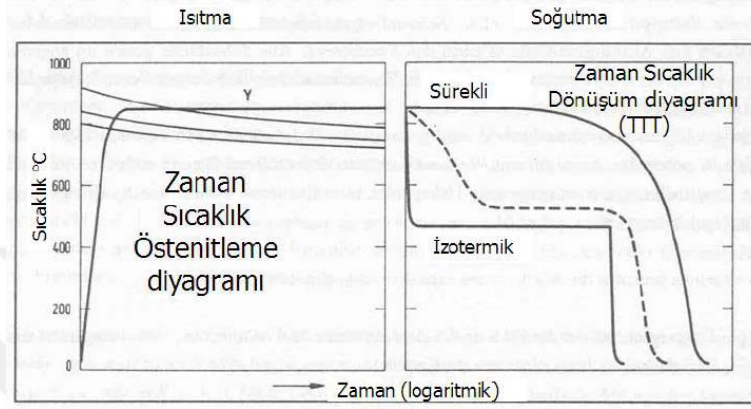 Isıtma
Soğutma
Sıcaklık °C
1000
800
600
400
200
0
γ
Zaman
Sıcaklık
Östenitleme
diyagramı
Sürekli
Zaman Sıcaklık
Dönüşüm diyagramı
(TTT)
İzotermik
Zaman (logaritmik)